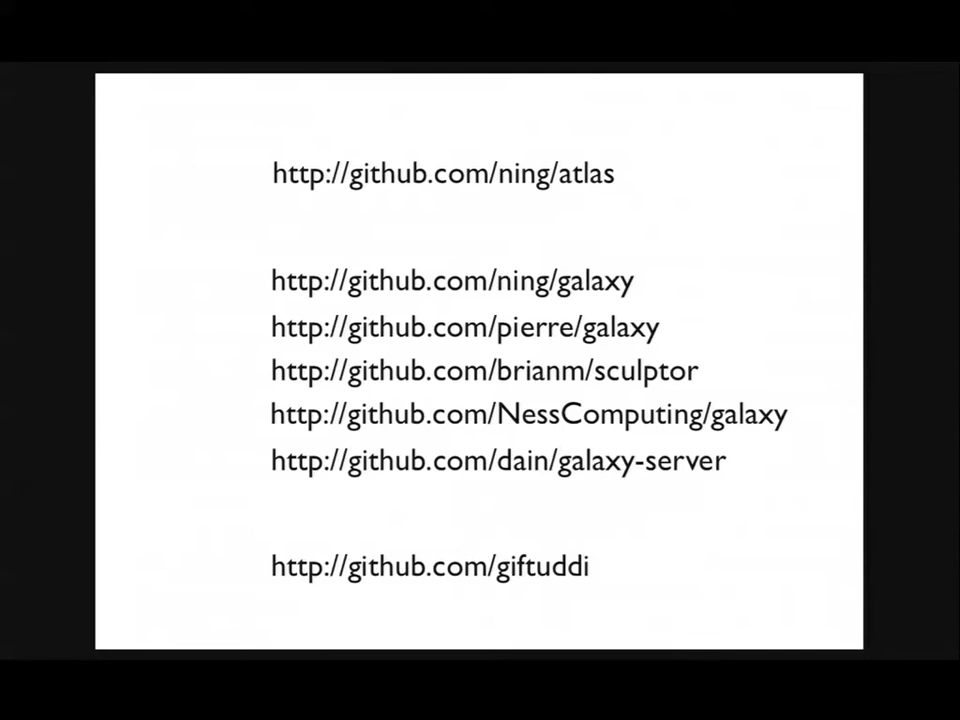 http://github.com/ning/atlas
http://github.com/ning/galaxy
http://github.com/pierre/galaxy
http://github.com/brianm/sculptor
http://github.com/NessComputing/galaxy
http://github.com/dain/galaxy-server
http://github.com/giftuddi